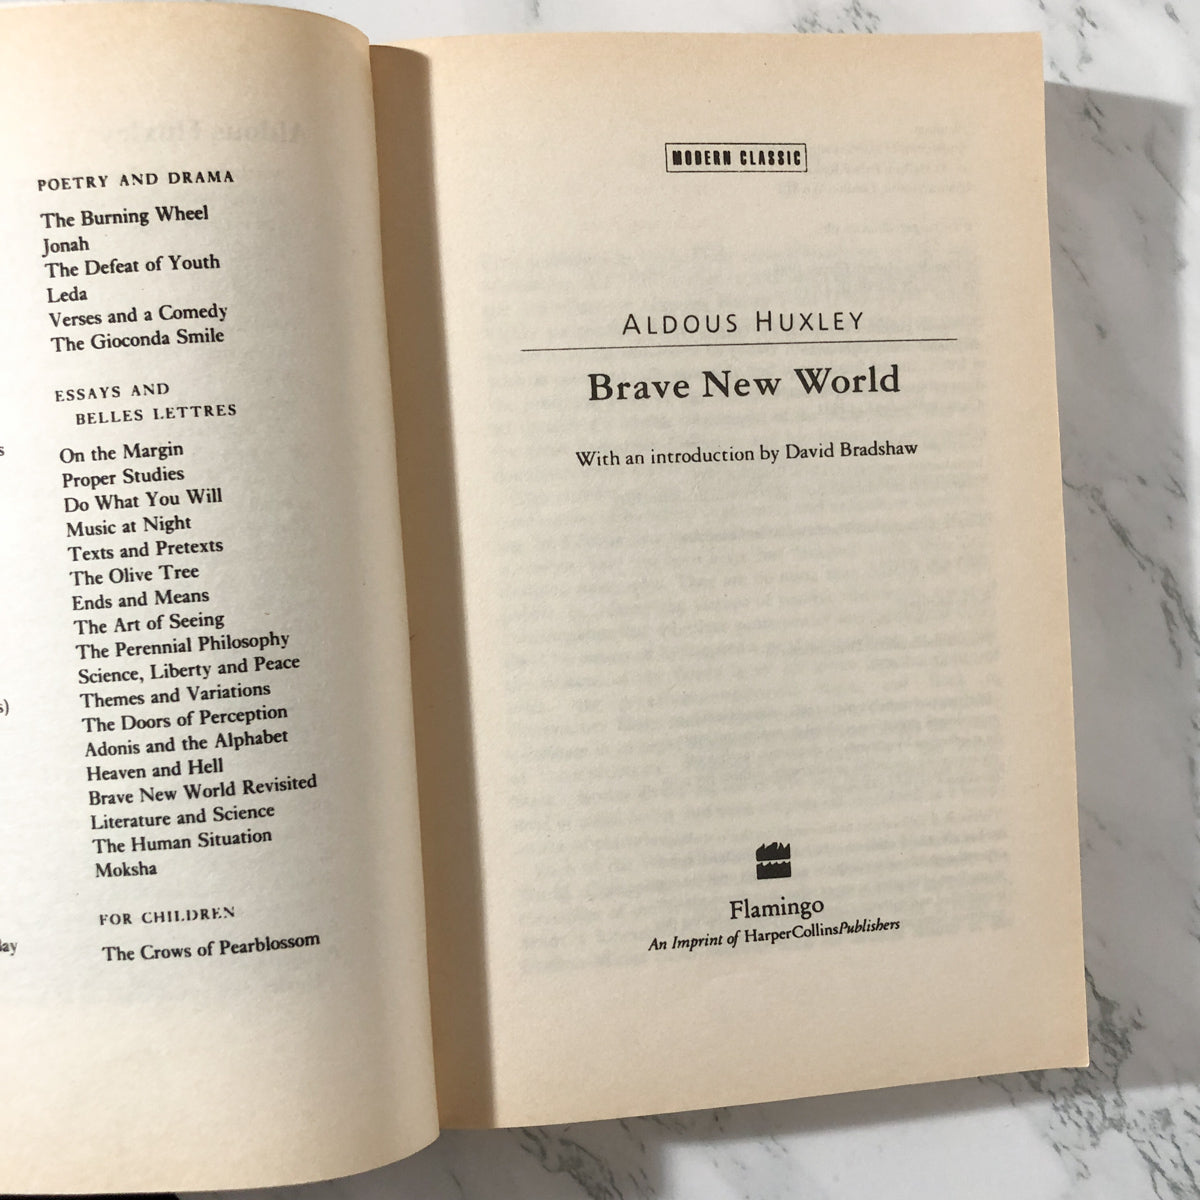 POETRY AND DRAMA
The Burning Wheel
Jonah
The Defeat of Youth
Leda
Verses and a Comedy
The Gioconda Smile
ESSAYS AND
BELLES LETTRES
On the Margin
Proper Studies
Do What You Will
Music at Night
Texts and Pretexts
The Olive Tree
Ends and Means
The Art of Seeing
The Perennial Philosophy
Science, Liberty and Peace
Themes and Variations
The Doors of Perception
Adonis and the Alphabet
Heaven and Hell
Brave New World Revisited
Literature and Science
The Human Situation
Moksha
FOR CHILDREN
The Crows of Pearblossom
MODERN CLASSIC
ALDOUS HUXLEY
Brave New World
With an introduction by David Bradshaw
Flamingo
An Imprint of HarperCollinsPublishers